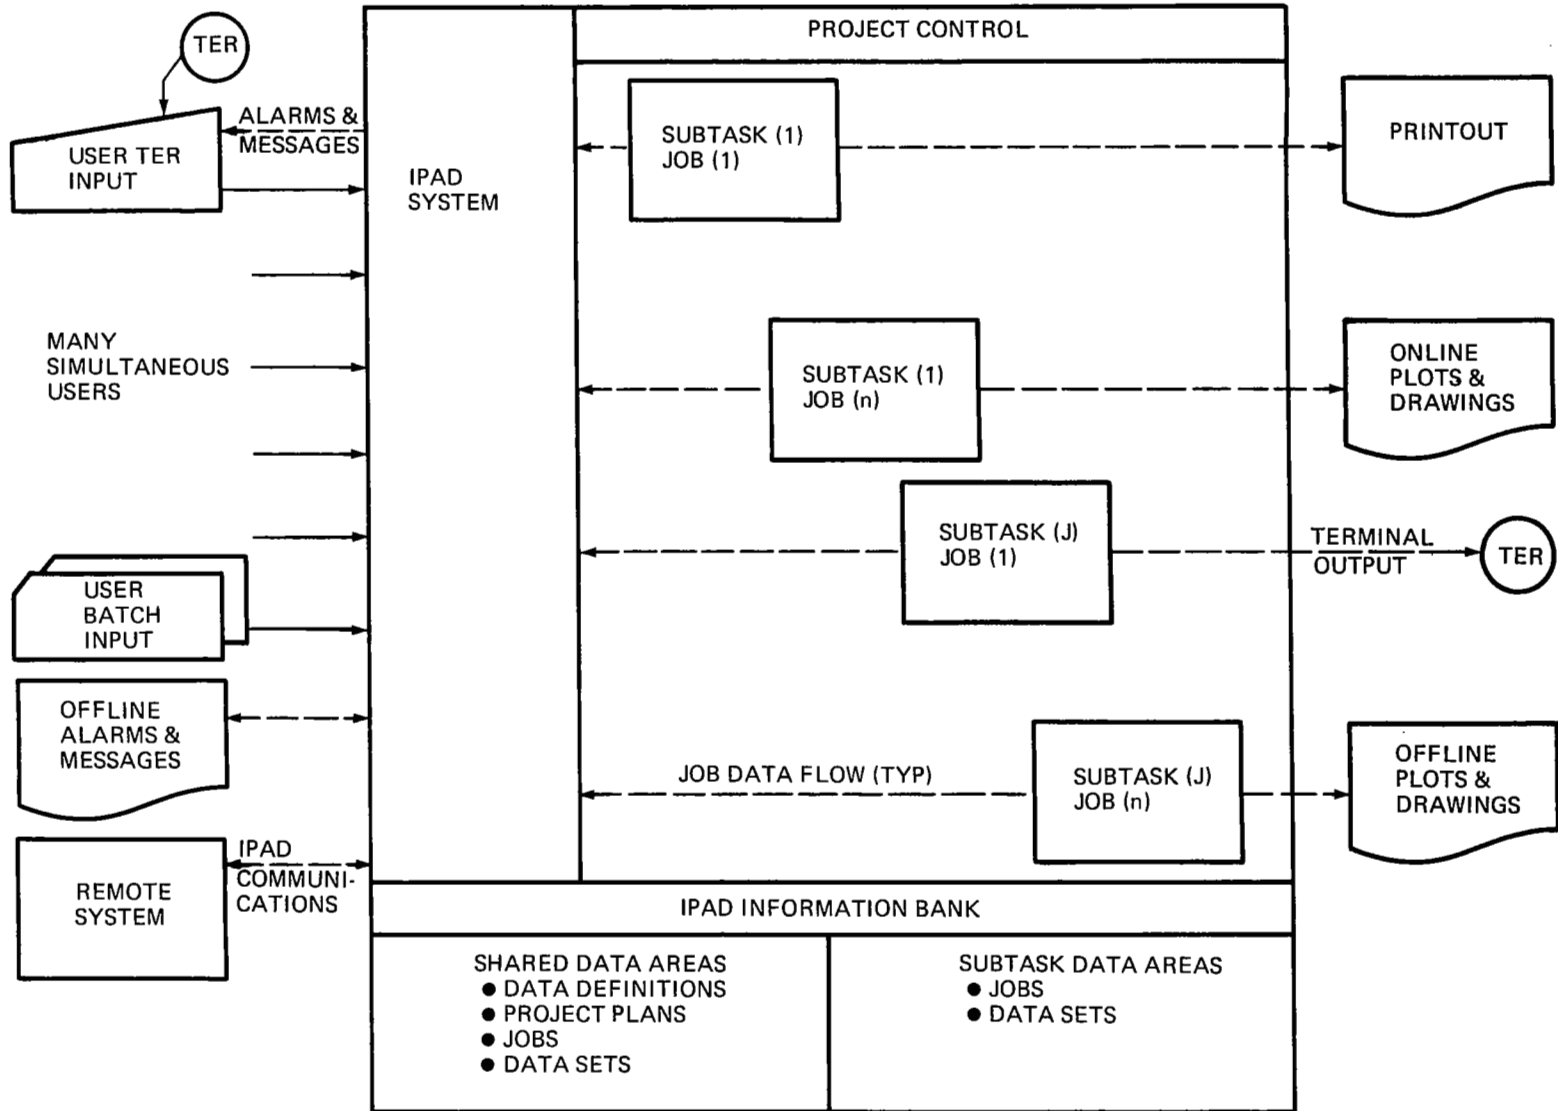 PROJECT CONTROL
TER
ALARMS &
MESSAGES
USER TER
INPUT
IPAD
SYSTEM
SUBTASK (1)
JOB (1)
PRINTOUT
MANY
SIMULTANEOUS
USERS
SUBTASK (1)
JOB (n)
ONLINE
PLOTS &
DRAWINGS
SUBTASK (J)
JOB (1)
TERMINAL
OUTPUT
TER
USER
BATCH
INPUT
OFFLINE
ALARMS &
MESSAGES
JOB DATA FLOW (TYP)
SUBTASK (J)
JOB (n)
OFFLINE
PLOTS &
DRAWINGS
REMOTE
SYSTEM
IPAD
COMMUNI-
CATIONS
IPAD INFORMATION BANK
SHARED DATA AREAS
● DATA DEFINITIONS
● PROJECT PLANS
● JOBS
● DATA SETS
SUBTASK DATA AREAS
● JOBS
● DATA SETS